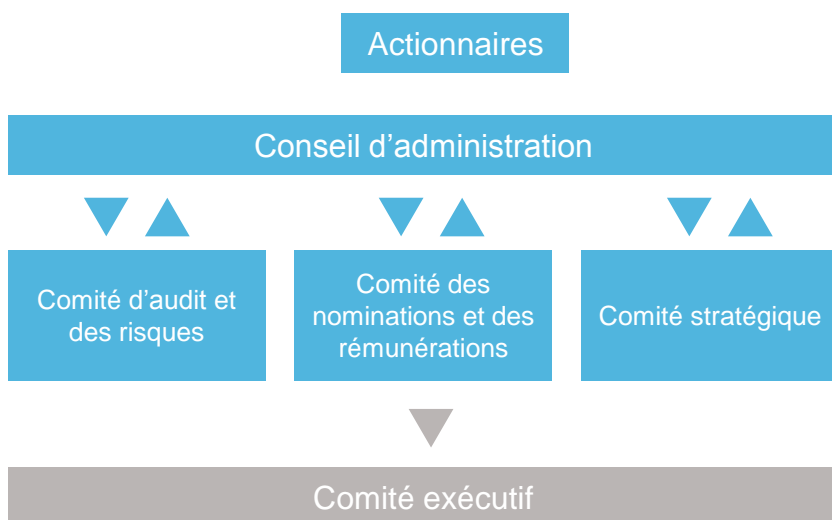 Actionnaires
Conseil d’administration
Comité d’audit et
des risques
Comité des
nominations et des
rémunérations
Comité stratégique
Comité exécutif